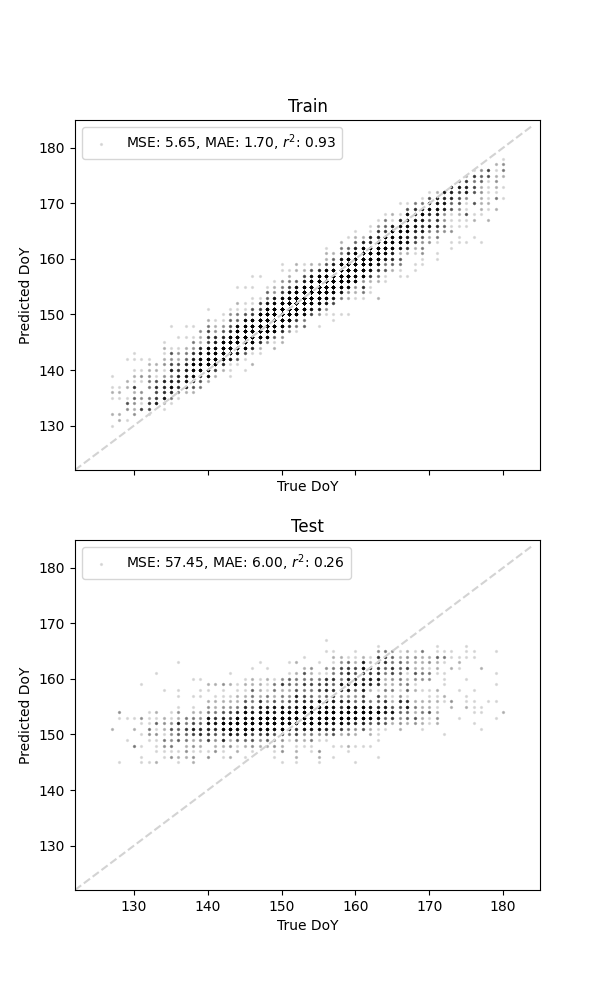 Train
MSE: 5.65, MAE: 1.70, r²: 0.93
180
170
160
150
140
130
Predicted DoY
True DoY
Test
MSE: 57.45, MAE: 6.00, r²: 0.26
180
170
160
150
140
130
Predicted DoY
130 140 150 160 170 180
True DoY